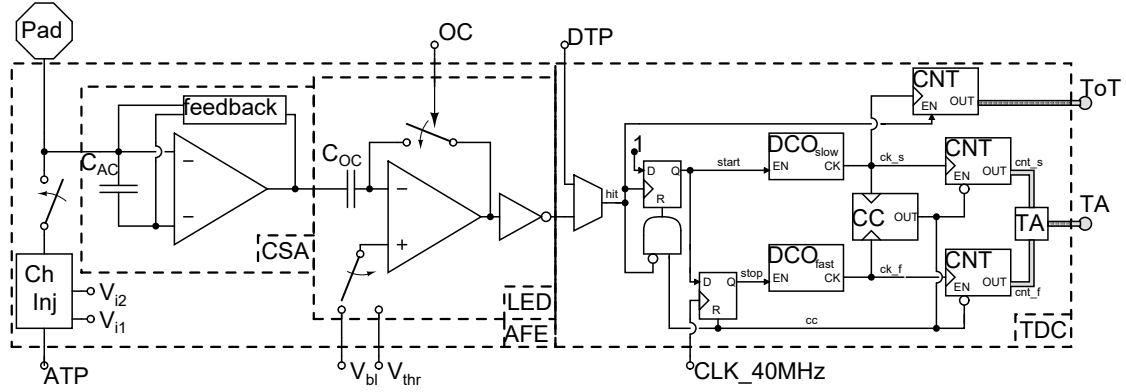 Pad
OC
DTP
feedback
C_AC
C_OC
−
−
−
+
CSA
LED
AFE
Ch
Inj
V_i2
V_i1
ATP
V_bl
V_thr
hit
1
D
Q
R
start
EN
DCO_slow
CK
ck_s
CNT
EN
OUT
ToT
CNT
EN
OUT
cnt_s
CC
OUT
TA
TA
D
Q
R
stop
EN
DCO_fast
CK
ck_f
CNT
EN
OUT
cnt_f
cc
TDC
CLK_40MHz